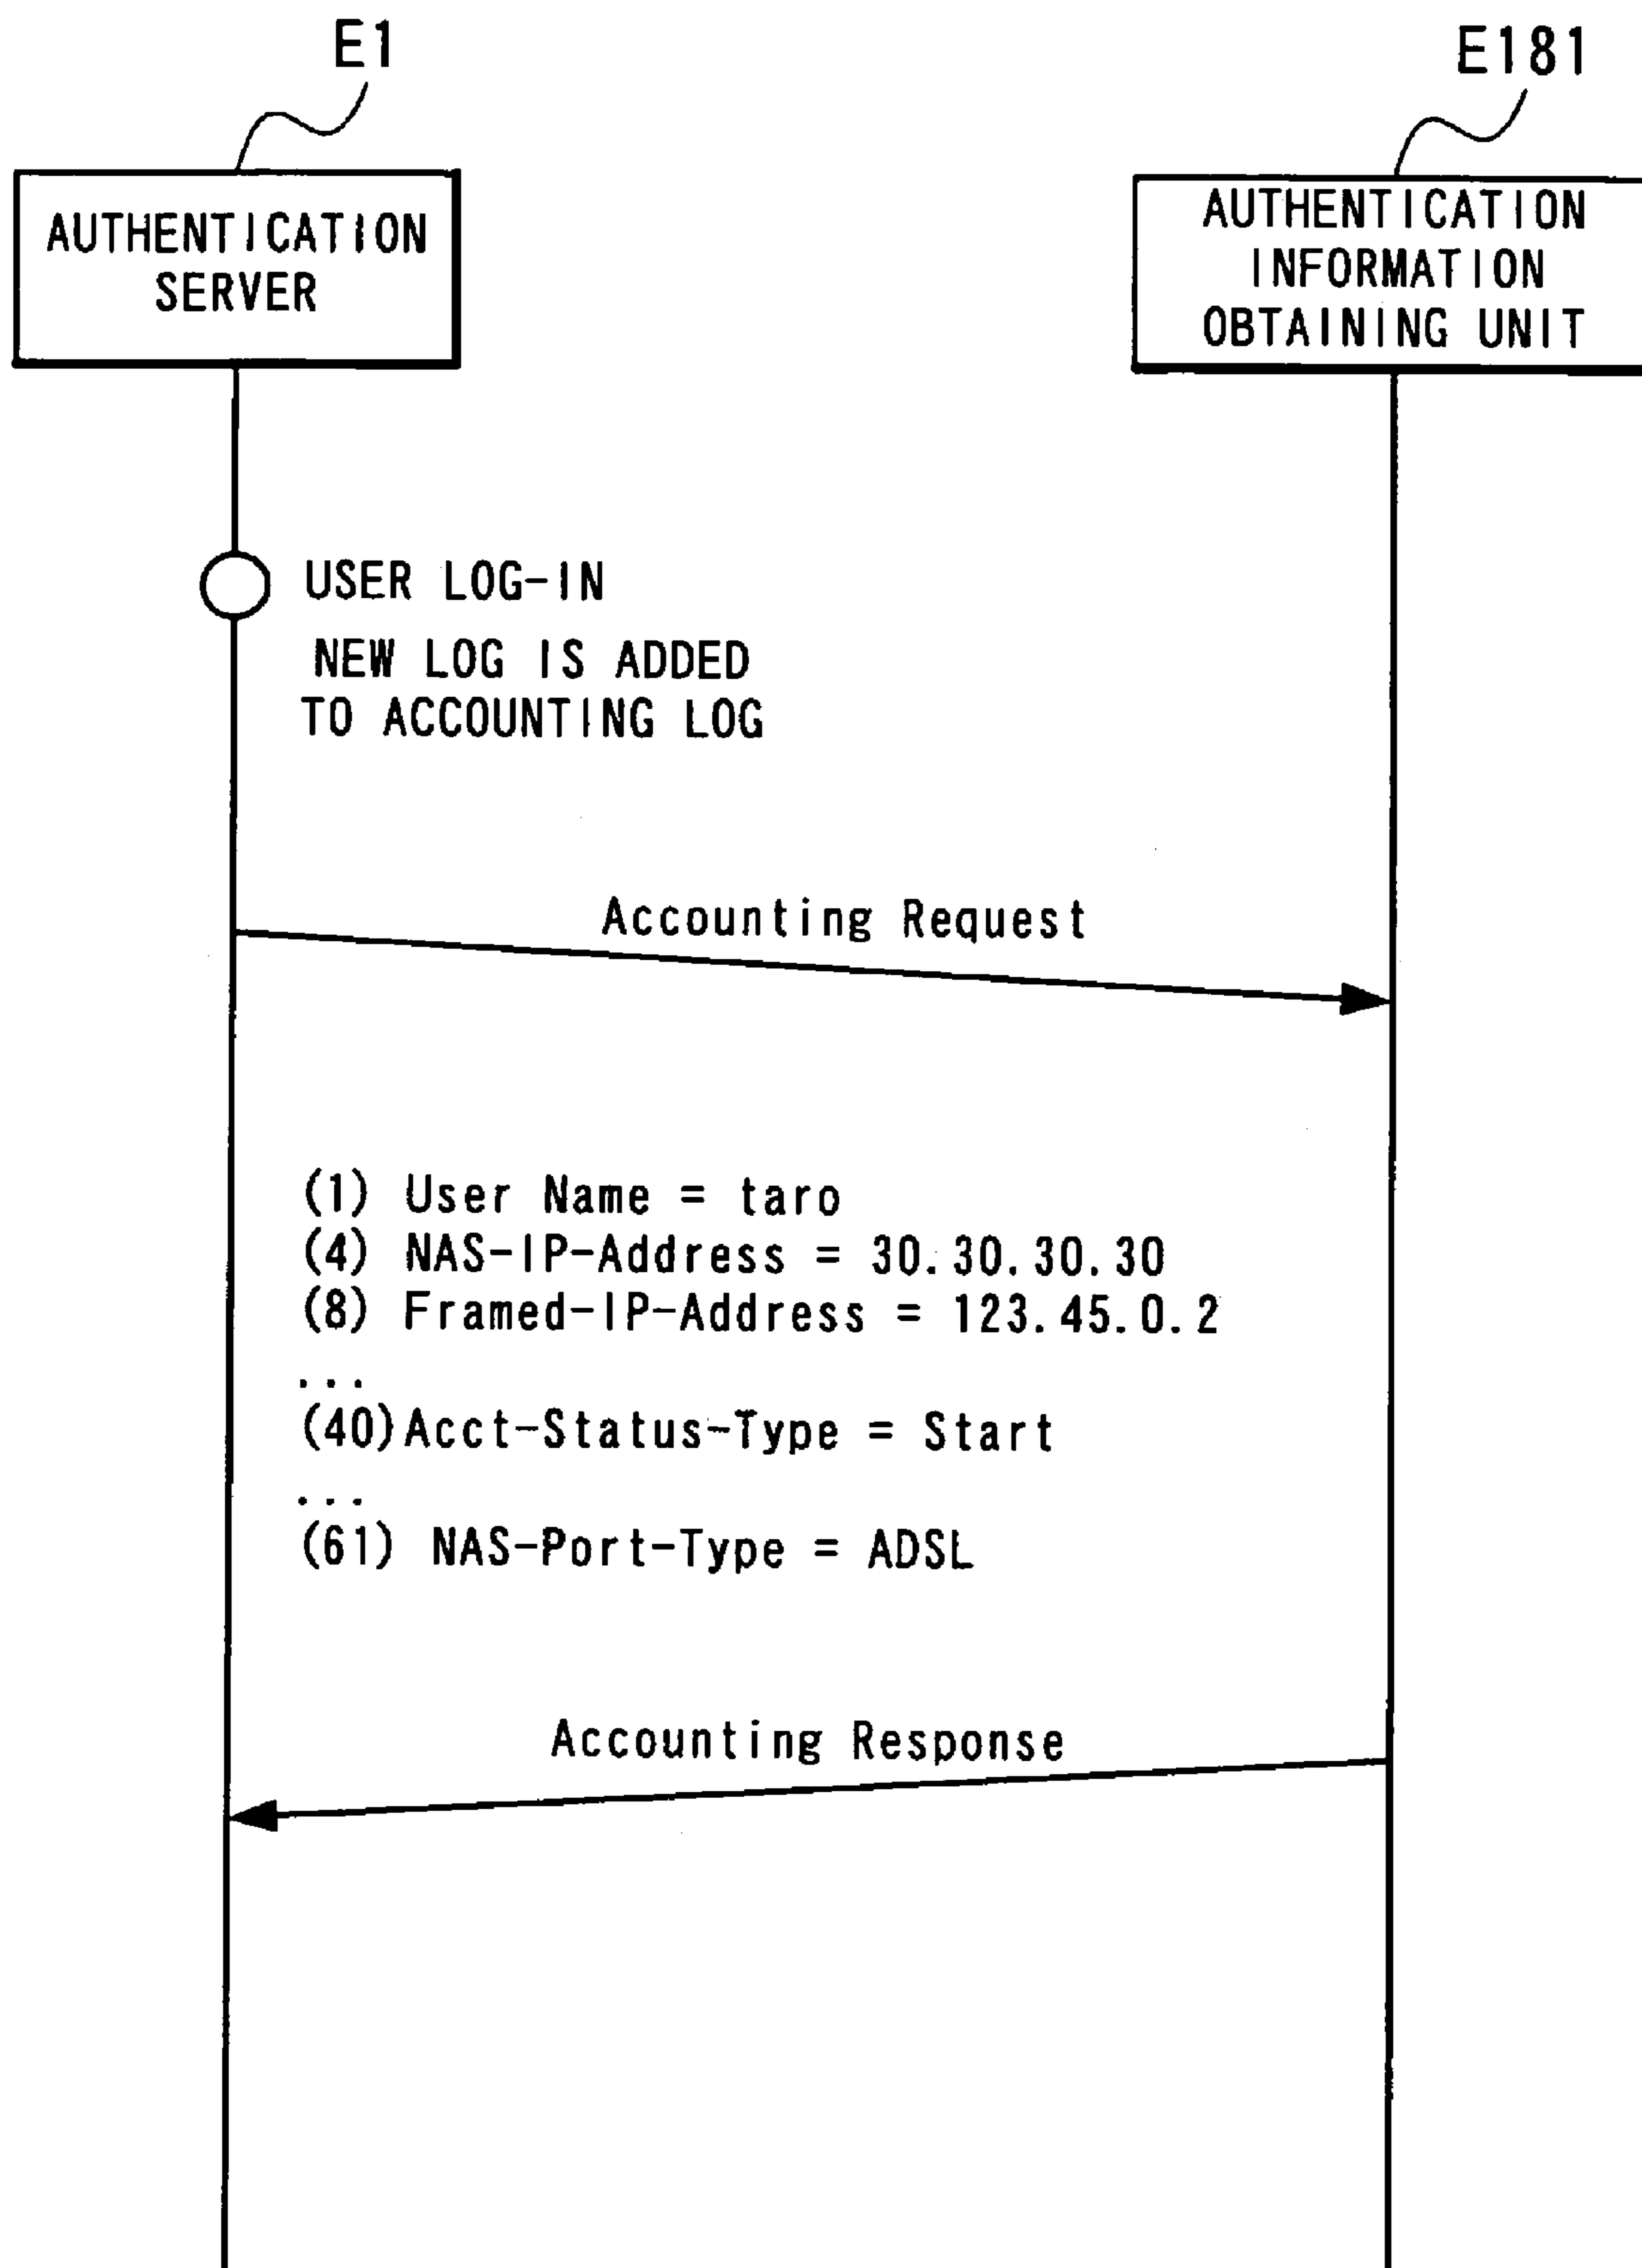 E1
E181
AUTHENTICATION
SERVER
AUTHENTICATION
INFORMATION
OBTAINING UNIT
USER LOG-IN
NEW LOG IS ADDED
TO ACCOUNTING LOG
Accounting Request
(1) User Name = taro
(4) NAS-IP-Address = 30.30.30.30
(8) Framed-IP-Address = 123.45.0.2
...
(40)Acct-Status-Type = Start
...
(61) NAS-Port-Type = ADSL
Accounting Response